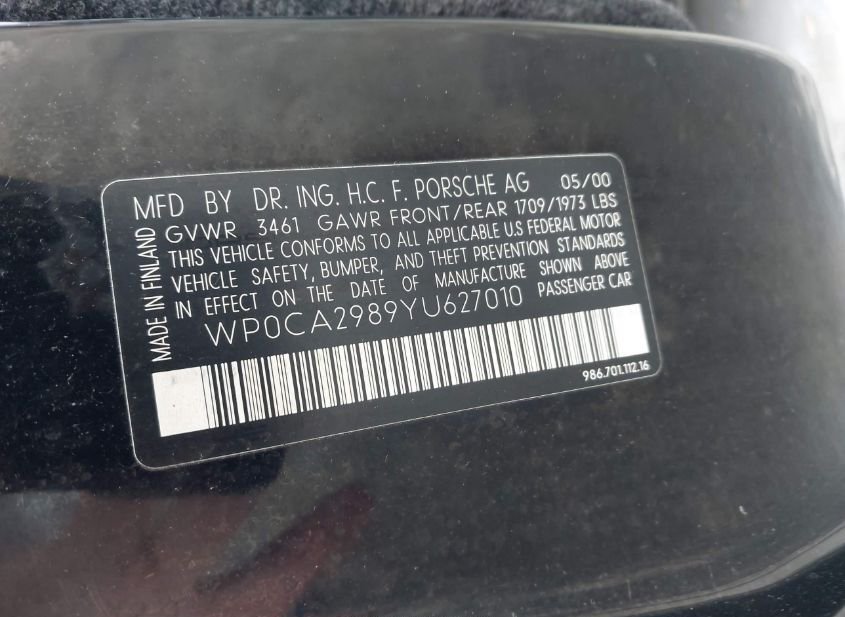 MFD BY DR. ING. H.C. F. PORSCHE AG 05/00
GVWR 3461 GAWR FRONT/REAR 1709/1973 LBS
THIS VEHICLE CONFORMS TO ALL APPLICABLE U.S FEDERAL MOTOR
VEHICLE SAFETY, BUMPER, AND THEFT PREVENTION STANDARDS
IN EFFECT ON THE DATE OF MANUFACTURE SHOWN ABOVE
WP0CA2989YU627010 PASSENGER CAR
MADE IN FINLAND
986.701.112.16